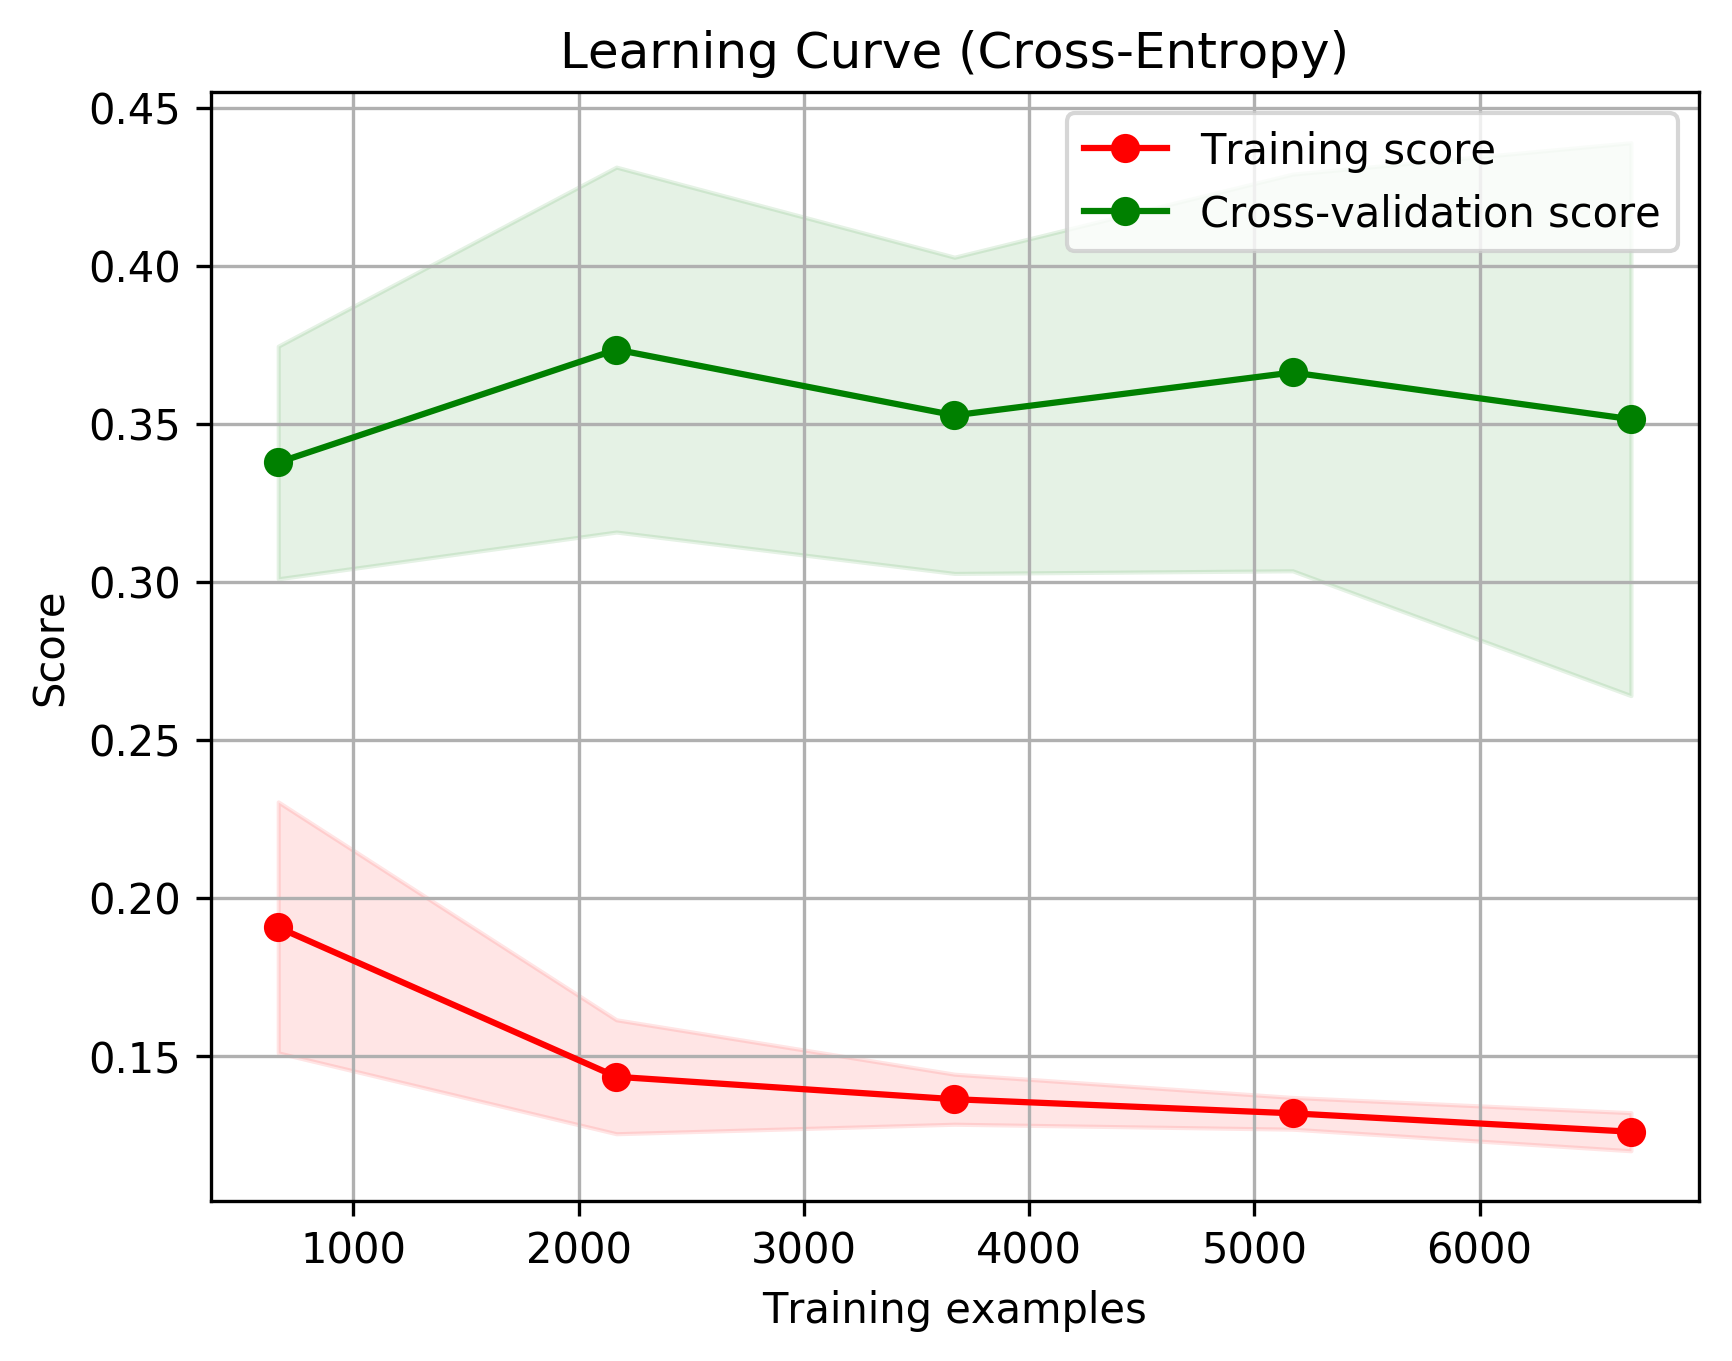 Learning Curve (Cross-Entropy)
Training score
Cross-validation score
0.45
0.40
0.35
0.30
0.25
0.20
0.15
Score
1000 2000 3000 4000 5000 6000
Training examples